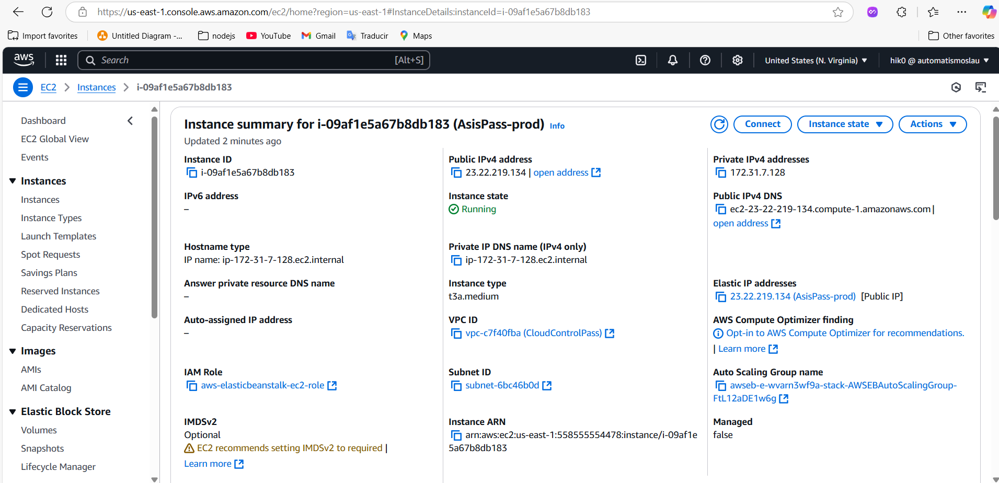 https://us-east-1.console.aws.amazon.com/ec2/home?region=us-east-1#InstanceDetails:instanceId=i-09af1e5a67b8db183
Import favorites
Untitled Diagram -...
nodejs
YouTube
Gmail
Traducir
Maps
Other favorites
aws
Search
[Alt+S]
United States (N. Virginia)
hik0 @ automatismoslau
EC2
Instances
i-09af1e5a67b8db183
Dashboard
EC2 Global View
Events
Instances
Instances
Instance Types
Launch Templates
Spot Requests
Savings Plans
Reserved Instances
Dedicated Hosts
Capacity Reservations
Images
AMIs
AMI Catalog
Elastic Block Store
Volumes
Snapshots
Lifecycle Manager
Instance summary for i-09af1e5a67b8db183 (AsisPass-prod) Info
Updated 2 minutes ago
Connect
Instance state
Actions
Instance ID
i-09af1e5a67b8db183
Public IPv4 address
23.22.219.134 | open address
Private IPv4 addresses
172.31.7.128
IPv6 address
–
Instance state
Running
Public IPv4 DNS
ec2-23-22-219-134.compute-1.amazonaws.com |
open address
Hostname type
IP name: ip-172-31-7-128.ec2.internal
Private IP DNS name (IPv4 only)
ip-172-31-7-128.ec2.internal
Answer private resource DNS name
–
Instance type
t3a.medium
Elastic IP addresses
23.22.219.134 (AsisPass-prod) [Public IP]
Auto-assigned IP address
–
VPC ID
vpc-c7f40fba (CloudControlPass)
AWS Compute Optimizer finding
Opt-in to AWS Compute Optimizer for recommendations.
| Learn more
IAM Role
aws-elasticbeanstalk-ec2-role
Subnet ID
subnet-6bc46b0d
Auto Scaling Group name
awseb-e-wvarn3wf9a-stack-AWSEBAutoScalingGroup-
FtL12aDE1w6g
IMDSv2
Optional
EC2 recommends setting IMDSv2 to required |
Learn more
Instance ARN
arn:aws:ec2:us-east-1:558555554478:instance/i-09af1e
5a67b8db183
Managed
false